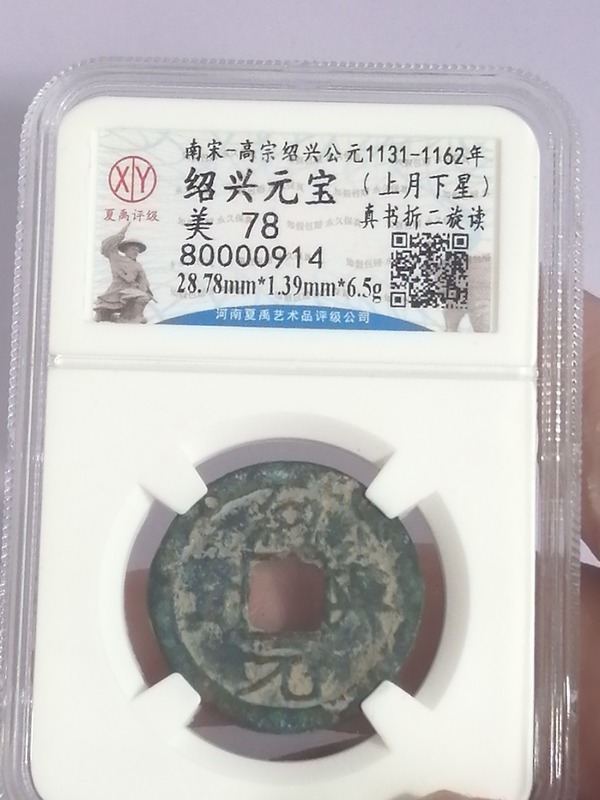 南宋-高宗绍兴公元1131-1162年
绍兴元宝（上月下星）
美 78 真书折二旋读
80000914
28.78mm*1.39mm*6.5g
XY
夏禹评级
河南夏禹艺术品评级公司
元